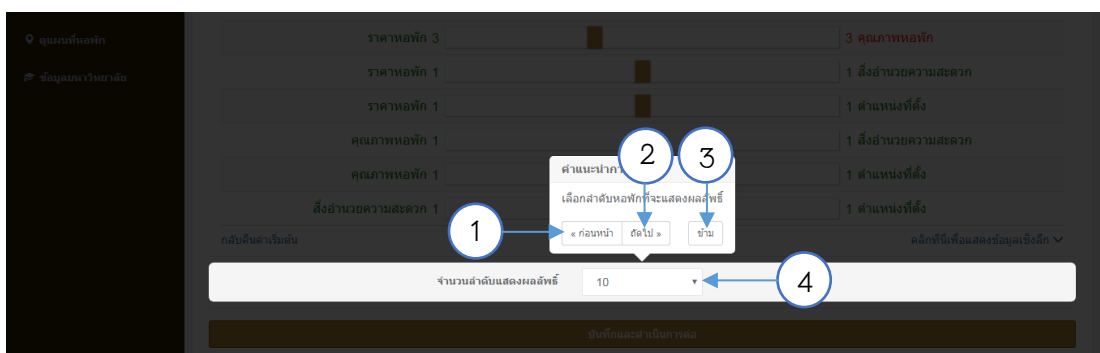 ดูแผนที่หอพัก
ข้อมูลมหาวิทยาลัย
ราคาหอพัก 3
3 คุณภาพหอพัก
ราคาหอพัก 1
1 สิ่งอำนวยความสะดวก
ราคาหอพัก 1
1 ตำแหน่งที่ตั้ง
คุณภาพหอพัก 1
1 สิ่งอำนวยความสะดวก
คุณภาพหอพัก 1
1 ตำแหน่งที่ตั้ง
สิ่งอำนวยความสะดวก 1
1 ตำแหน่งที่ตั้ง
กลับคืนค่าเริ่มต้น
คลิกที่นี่เพื่อแสดงข้อมูลเชิงลึก
2
3
คำแนะนำ
เลือกลำดับหอพักที่จะแสดงผลลัพธ์
1
« ก่อนหน้า
ถัดไป »
ข้าม
จำนวนลำดับแสดงผลลัพธ์
10
4
บันทึกและดำเนินการต่อ